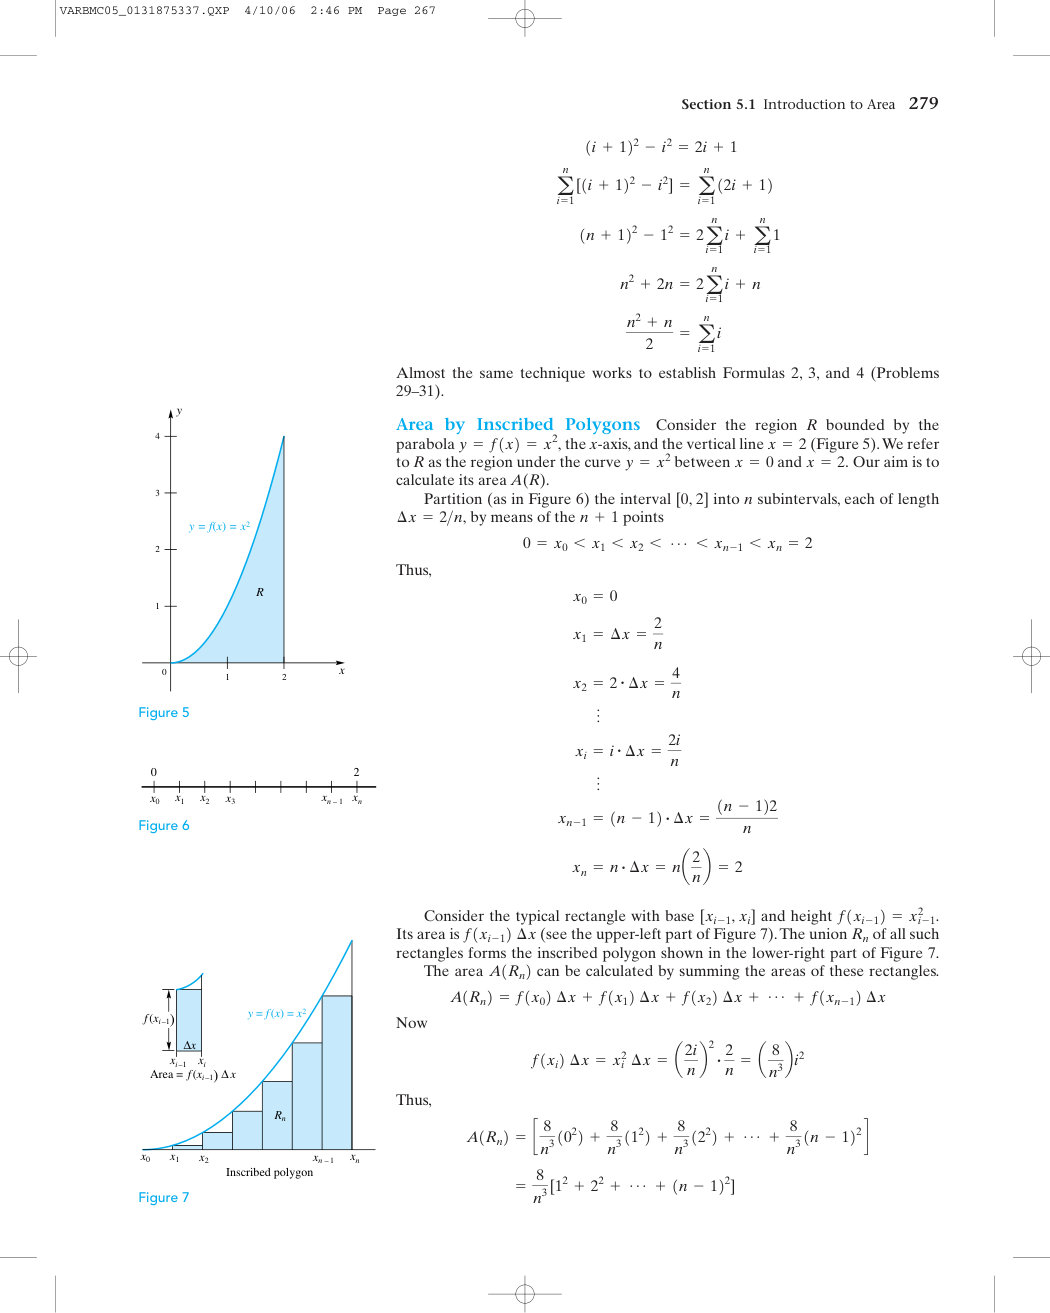 VARBMC05_0131875337.QXP 4/10/06 2:46 PM Page 267
Section 5.1 Introduction to Area 279
(i + 1)² − i² = 2i + 1
∑ⁿᵢ₌₁[(i + 1)² − i²] = ∑ⁿᵢ₌₁(2i + 1)
(n + 1)² − 1² = 2∑ⁿᵢ₌₁i + ∑ⁿᵢ₌₁1
n² + 2n = 2∑ⁿᵢ₌₁i + n
(n² + n)/2 = ∑ⁿᵢ₌₁i
Almost the same technique works to establish Formulas 2, 3, and 4 (Problems
29–31).
Area by Inscribed Polygons Consider the region R bounded by the
parabola y = f(x) = x², the x-axis, and the vertical line x = 2 (Figure 5). We refer
to R as the region under the curve y = x² between x = 0 and x = 2. Our aim is to
calculate its area A(R).
Partition (as in Figure 6) the interval [0, 2] into n subintervals, each of length
Δx = 2/n, by means of the n + 1 points
0 = x₀ < x₁ < x₂ < ⋯ < xₙ₋₁ < xₙ = 2
Thus,
x₀ = 0
x₁ = Δx = 2/n
x₂ = 2 · Δx = 4/n
⋮
xᵢ = i · Δx = 2i/n
⋮
xₙ₋₁ = (n − 1) · Δx = (n − 1)2/n
xₙ = n · Δx = n(2/n) = 2
Consider the typical rectangle with base [xᵢ₋₁, xᵢ] and height f(xᵢ₋₁) = x²ᵢ₋₁.
Its area is f(xᵢ₋₁) Δx (see the upper-left part of Figure 7). The union Rₙ of all such
rectangles forms the inscribed polygon shown in the lower-right part of Figure 7.
The area A(Rₙ) can be calculated by summing the areas of these rectangles.
A(Rₙ) = f(x₀) Δx + f(x₁) Δx + f(x₂) Δx + ⋯ + f(xₙ₋₁) Δx
Now
f(xᵢ) Δx = xᵢ² Δx = (2i/n)² · 2/n = (8/n³)i²
Thus,
A(Rₙ) = [8/n³(0²) + 8/n³(1²) + 8/n³(2²) + ⋯ + 8/n³(n − 1)²]
= 8/n³[1² + 2² + ⋯ + (n − 1)²]
y
4
3
y = f(x) = x²
2
R
1
0 1 2 x
Figure 5
0 2
x₀ x₁ x₂ x₃ xₙ₋₁ xₙ
Figure 6
f(xᵢ₋₁)
y = f(x) = x²
Δx
xᵢ₋₁ xᵢ
Area = f(xᵢ₋₁) Δx
Rₙ
x₀ x₁ x₂ xₙ₋₁ xₙ
Inscribed polygon
Figure 7